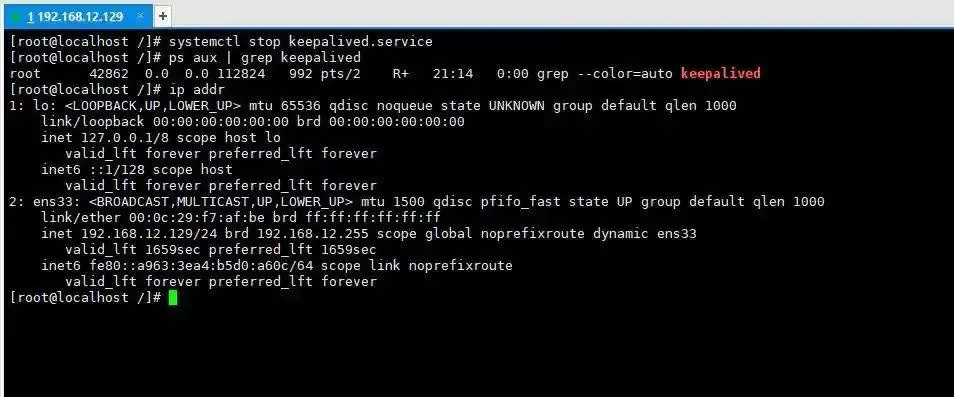 1 192.168.12.129 × +
[root@localhost /]# systemctl stop keepalived.service
[root@localhost /]# ps aux | grep keepalived
root      42862  0.0  0.0 112824   992 pts/2    R+   21:14   0:00 grep --color=auto keepalived
[root@localhost /]# ip addr
1: lo: <LOOPBACK,UP,LOWER_UP> mtu 65536 qdisc noqueue state UNKNOWN group default qlen 1000
    link/loopback 00:00:00:00:00:00 brd 00:00:00:00:00:00
    inet 127.0.0.1/8 scope host lo
       valid_lft forever preferred_lft forever
    inet6 ::1/128 scope host
       valid_lft forever preferred_lft forever
2: ens33: <BROADCAST,MULTICAST,UP,LOWER_UP> mtu 1500 qdisc pfifo_fast state UP group default qlen 1000
    link/ether 00:0c:29:f7:af:be brd ff:ff:ff:ff:ff:ff
    inet 192.168.12.129/24 brd 192.168.12.255 scope global noprefixroute dynamic ens33
       valid_lft 1659sec preferred_lft 1659sec
    inet6 fe80::a963:3ea4:b5d0:a60c/64 scope link noprefixroute
       valid_lft forever preferred_lft forever
[root@localhost /]#